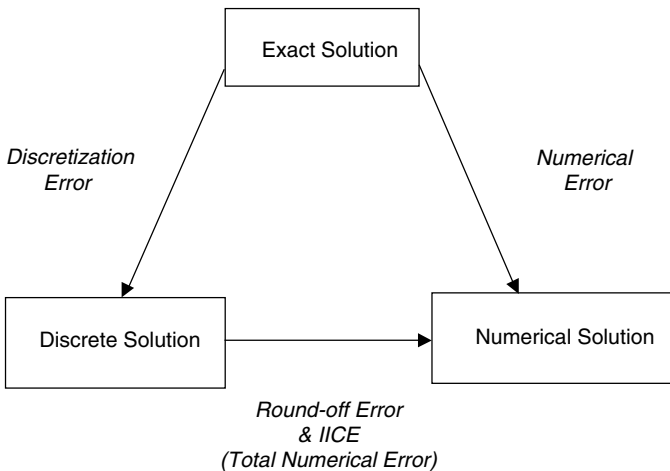 Exact Solution
Discretization
Error
Numerical
Error
Discrete Solution
Numerical Solution
Round-off Error
& IICE
(Total Numerical Error)